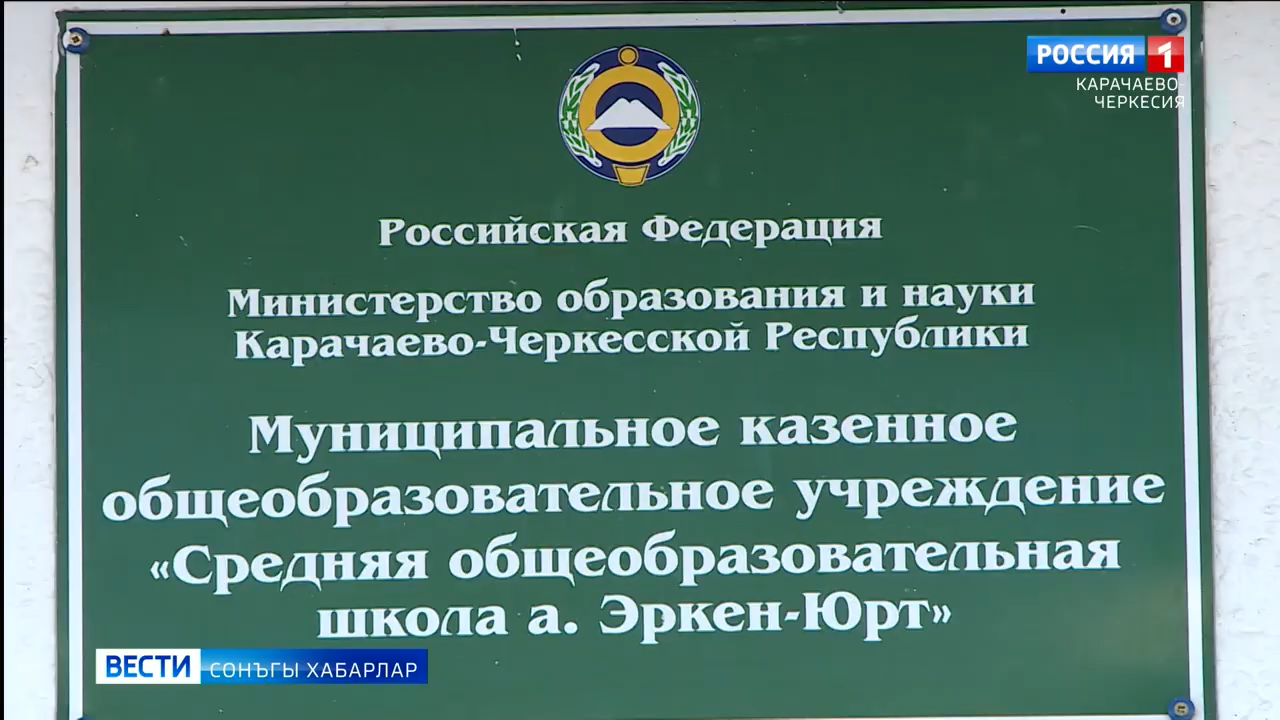 РОССИЯ 1
КАРАЧАЕВО-
ЧЕРКЕСИЯ
Российская Федерация
Министерство образования и науки
Карачаево-Черкесской Республики
Муниципальное казенное
общеобразовательное учреждение
«Средняя общеобразовательная
школа а. Эркен-Юрт»
ВЕСТИ СОНЪГЫ ХАБАРЛАР